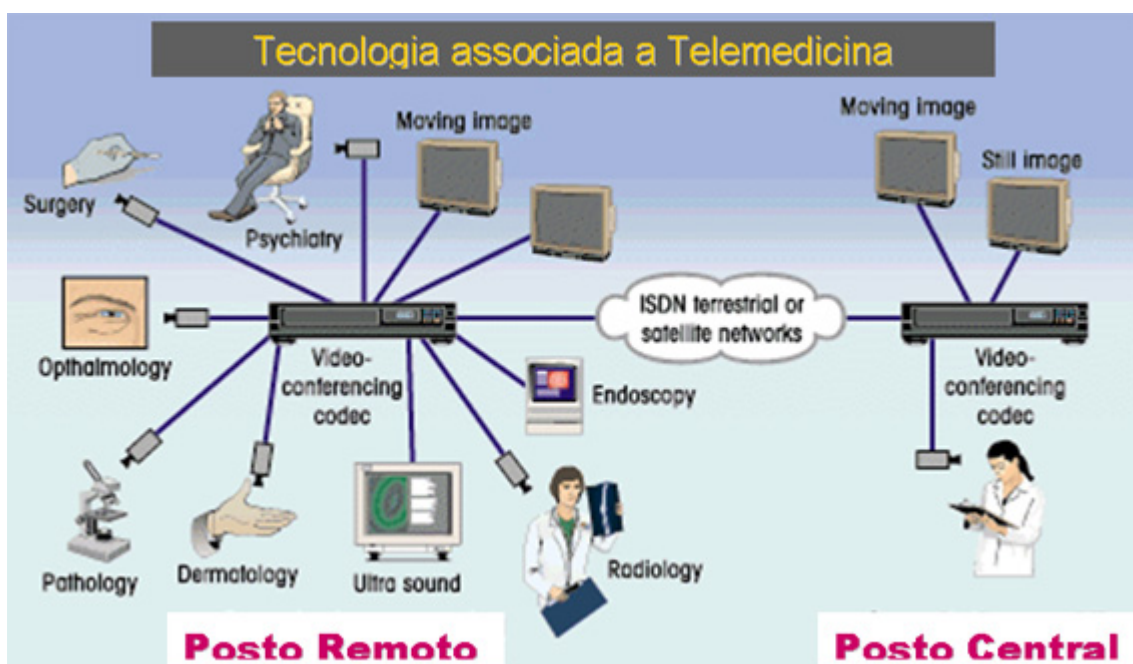 Tecnologia associada a Telemedicina
Moving image
Moving image
Still image
Surgery
Psychiatry
ISDN terrestrial or
satellite networks
Opthalmology
Video-
conferencing
codec
Endoscopy
Video-
conferencing
codec
Pathology
Dermatology
Ultra sound
Radiology
Posto Remoto
Posto Central